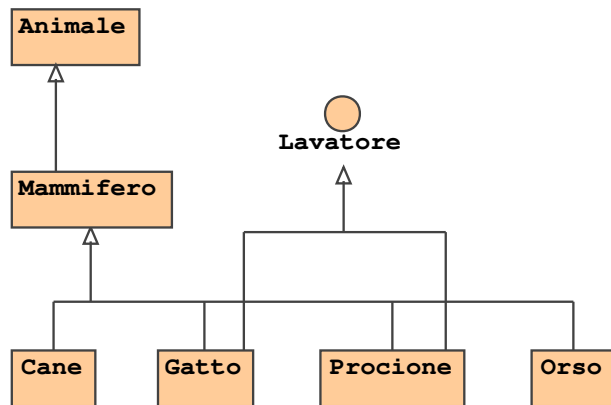 Animale
Lavatore
Mammifero
Cane
Gatto
Procione
Orso